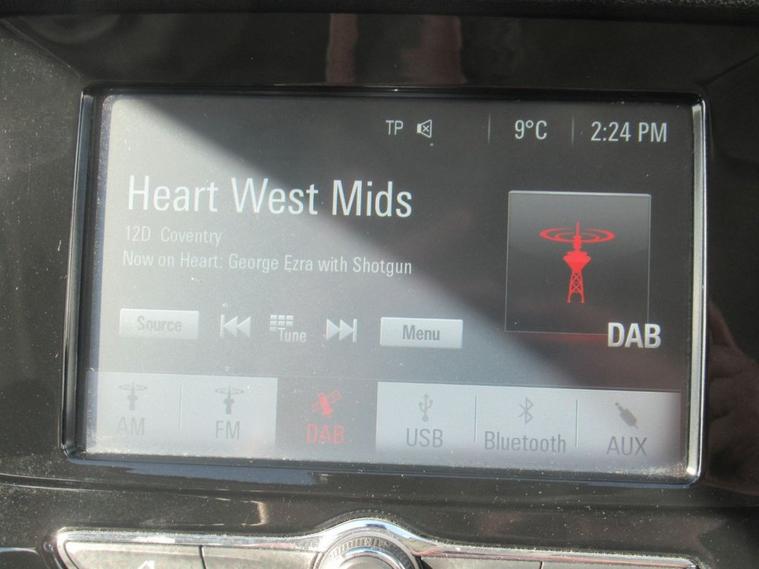 TP 9°C 2:24 PM
Heart West Mids
12D Coventry
Now on Heart: George Ezra with Shotgun
DAB
Source Tune Menu
AM FM DAB USB Bluetooth AUX